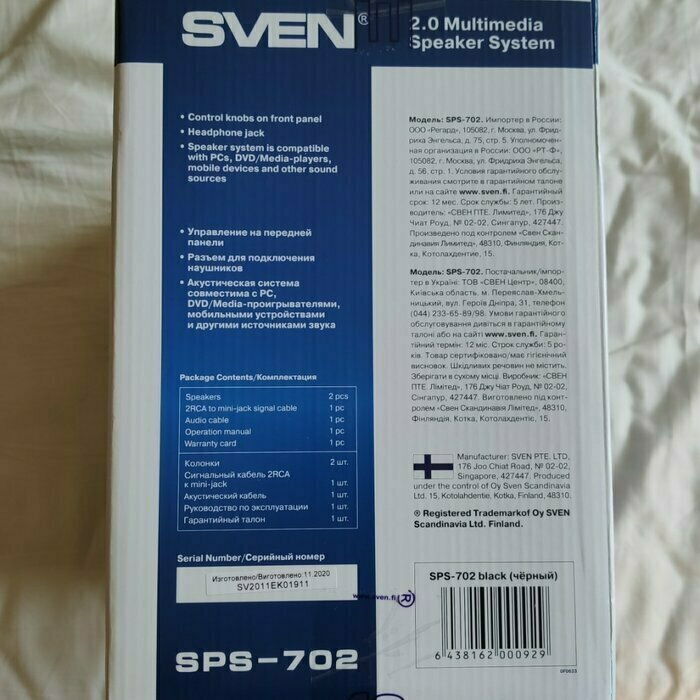 SVEN®
2.0 Multimedia
Speaker System
• Control knobs on front panel
• Headphone jack
• Speaker system is compatible
with PCs, DVD/Media-players,
mobile devices and other sound
sources
• Управление на передней
панели
• Разъем для подключения
наушников
• Акустическая система
совместима с PC,
DVD/Media-проигрывателями,
мобильными устройствами
и другими источниками звука
Package Contents/Комплектация
Speakers 2 pcs
2RCA to mini-jack signal cable 1 pc
Audio cable 1 pc
Operation manual 1 pc
Warranty card 1 pc
Колонки 2 шт.
Сигнальный кабель 2RCA
к mini-jack 1 шт.
Акустический кабель 1 шт.
Руководство по эксплуатации 1 шт.
Гарантийный талон 1 шт.
Serial Number/Серийный номер
Изготовлено/Виготовлено:11.2020
SV2011EK01911
SPS-702
Модель: SPS-702. Импортер в России:
ООО «Регард», 105082, г. Москва, ул. Фрид-
риха Энгельса, д. 75, стр. 5. Уполномочен-
ная организация в России: ООО «РТ-Ф»,
105082, г. Москва, ул. Фридриха Энгельса,
д. 56, стр. 1. Условия гарантийного обслу-
живания смотрите в гарантийном талоне
или на сайте www.sven.fi. Гарантийный
срок: 12 мес. Срок службы: 5 лет. Произ-
водитель: «СВЕН ПТЕ. Лимитед», 176 Джу
Чиат Роуд, № 02-02, Сингапур, 427447.
Произведено под контролем «Свен Скан-
динавия Лимитед», 48310, Финляндия, Кот-
ка, Котолахдентие, 15.
Модель: SPS-702. Постачальник/імпор-
тер в Україні: ТОВ «СВЕН Центр», 08400,
Київська область, м. Переяслав-Хмель-
ницький, вул. Героїв Дніпра, 31, телефон
(044) 233-65-89/98. Умови гарантійного
обслуговування дивіться в гарантійному
талоні або на сайті www.sven.fi. Гаран-
тійний термін: 12 міс. Строк служби: 5 ро-
ків. Товар сертифіковано/має гігієнічний
висновок. Шкідливих речовин не містить.
Зберігати в сухому місці. Виробник: «СВЕН
ПТЕ. Лімітед», 176 Джу Чіат Роуд, № 02-02,
Сінгапур, 427447. Виготовлено під конт-
ролем «Свен Скандинавія Лімітед», 48310,
Фінляндія, Котка, Котолахдентіє, 15.
Manufacturer: SVEN PTE. LTD,
176 Joo Chiat Road, № 02-02,
Singapore, 427447. Produced
under the control of Oy Sven Scandinavia
Ltd. 15, Kotolahdentie, Kotka, Finland, 48310.
® Registered Trademarkof Oy SVEN
Scandinavia Ltd. Finland.
www.sven.fi ®
SPS-702 black (чёрный)
6 438162 000929
0F0623